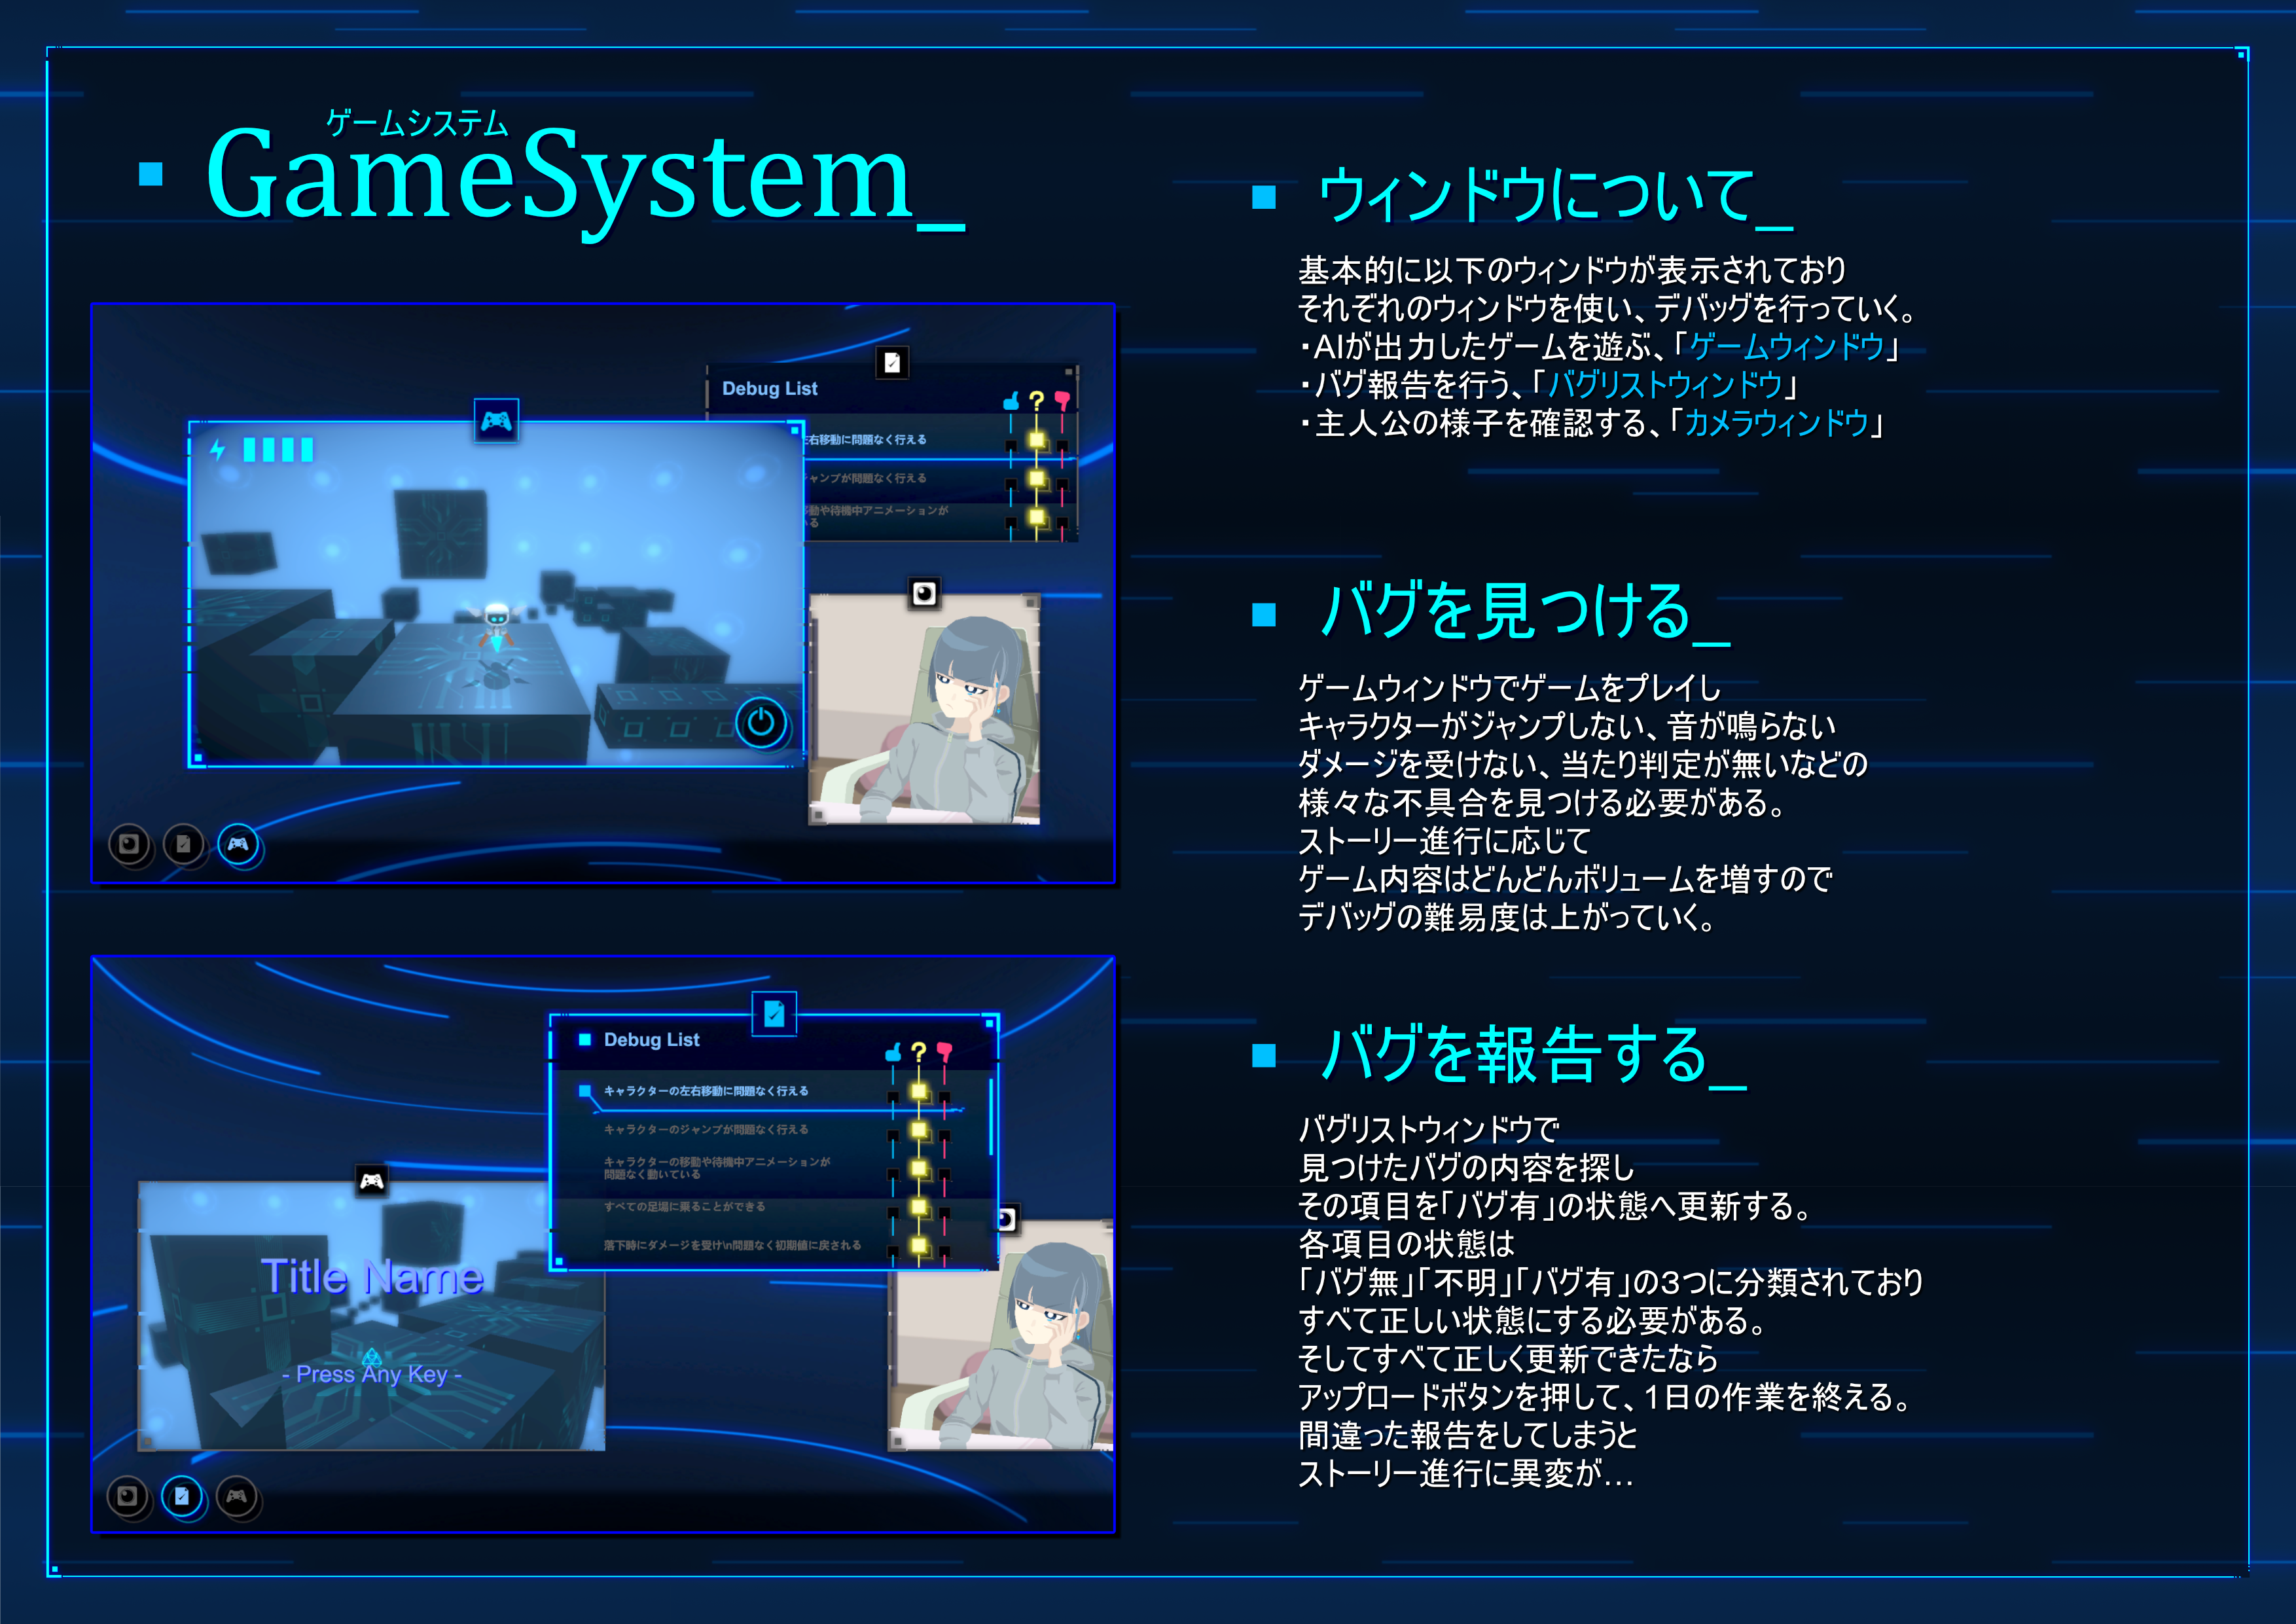 ゲームシステム
GameSystem_
Debug List
?
左右移動に問題なく行える
ャンプが問題なく行える
動や待機中アニメーションが
いる
Debug List
?
キャラクターの左右移動に問題なく行える
キャラクターのジャンプが問題なく行える
キャラクターの移動や待機中アニメーションが
問題なく動いている
すべての足場に乗ることができる
落下時にダメージを受け\n問題なく初期値に戻される
Title Name
- Press Any Key -
ウィンドウについて_
基本的に以下のウィンドウが表示されており
それぞれのウィンドウを使い、デバッグを行っていく。
・AIが出力したゲームを遊ぶ、「ゲームウィンドウ」
・バグ報告を行う、「バグリストウィンドウ」
・主人公の様子を確認する、「カメラウィンドウ」
バグを見つける_
ゲームウィンドウでゲームをプレイし
キャラクターがジャンプしない、音が鳴らない
ダメージを受けない、当たり判定が無いなどの
様々な不具合を見つける必要がある。
ストーリー進行に応じて
ゲーム内容はどんどんボリュームを増すので
デバッグの難易度は上がっていく。
バグを報告する_
バグリストウィンドウで
見つけたバグの内容を探し
その項目を「バグ有」の状態へ更新する。
各項目の状態は
「バグ無」「不明」「バグ有」の3つに分類されており
すべて正しい状態にする必要がある。
そしてすべて正しく更新できたなら
アップロードボタンを押して、1日の作業を終える。
間違った報告をしてしまうと
ストーリー進行に異変が…